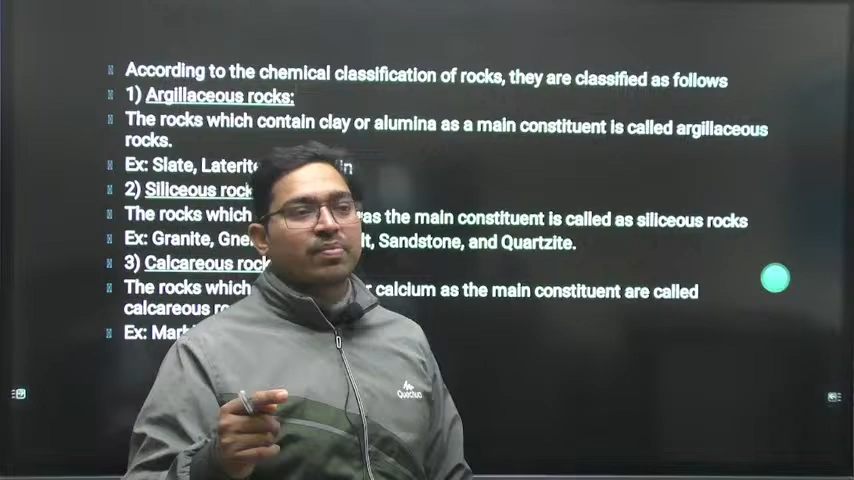 According to the chemical classification of rocks, they are classified as follows
1) Argillaceous rocks:
The rocks which contain clay or alumina as a main constituent is called argillaceous
rocks.
Ex: Slate, Laterite
2) Siliceous rock
The rocks which as the main constituent is called as siliceous rocks
Ex: Granite, Sandstone, and Quartzite.
3) Calcareous rock
The rocks which calcium as the main constituent are called
calcareous
Ex:
Quechua